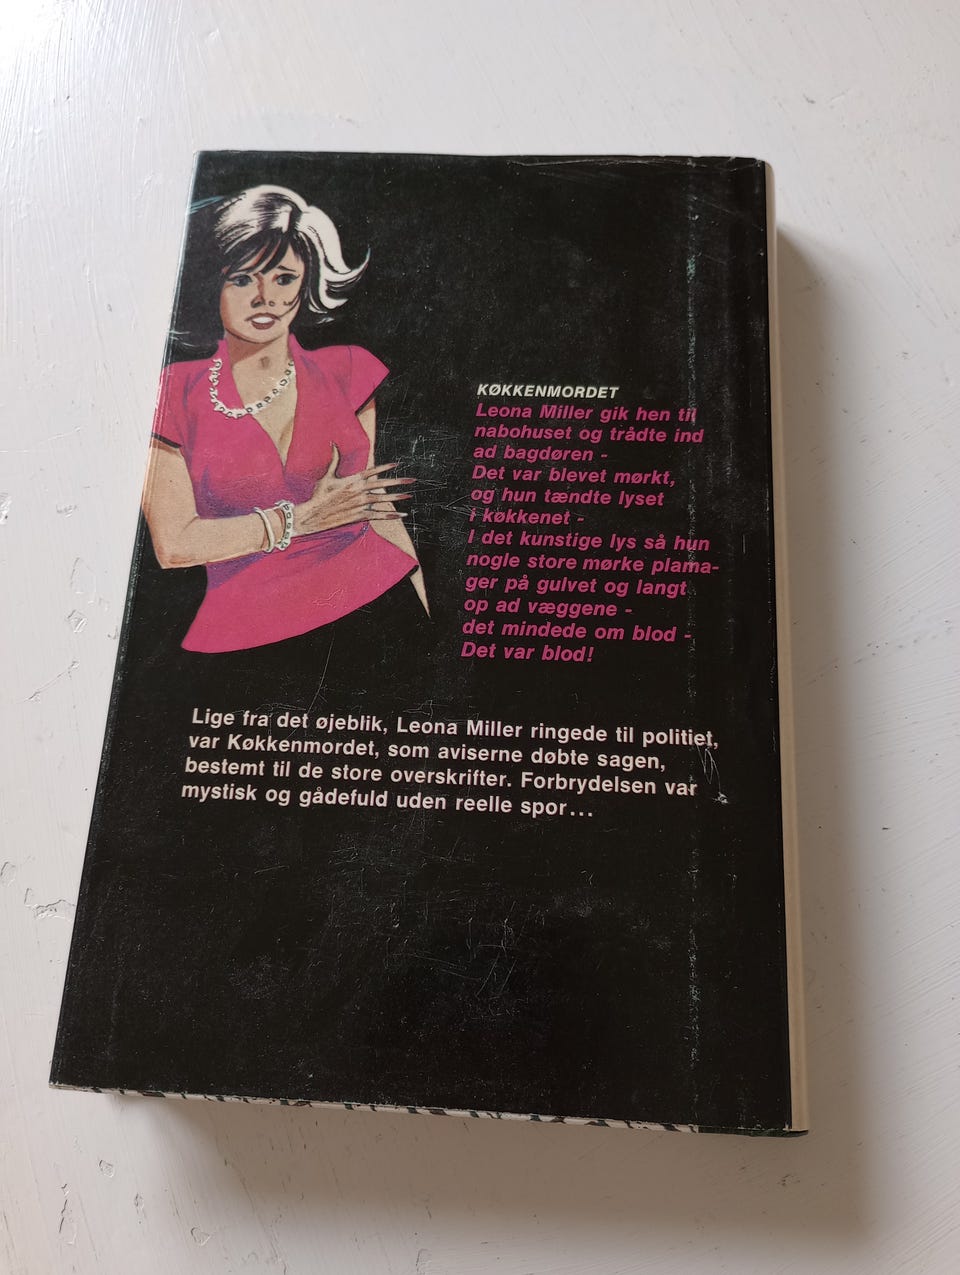 KØKKENMORDET
Leona Miller gik hen til
nabohuset og trådte ind
ad bagdøren -
Det var blevet mørkt,
og hun tændte lyset
i køkkenet -
I det kunstige lys så hun
nogle store mørke plama-
ger på gulvet og langt
op ad væggene -
det mindede om blod -
Det var blod!
Lige fra det øjeblik, Leona Miller ringede til politiet,
var Køkkenmordet, som aviserne døbte sagen,
bestemt til de store overskrifter. Forbrydelsen var
mystisk og gådefuld uden reelle spor...